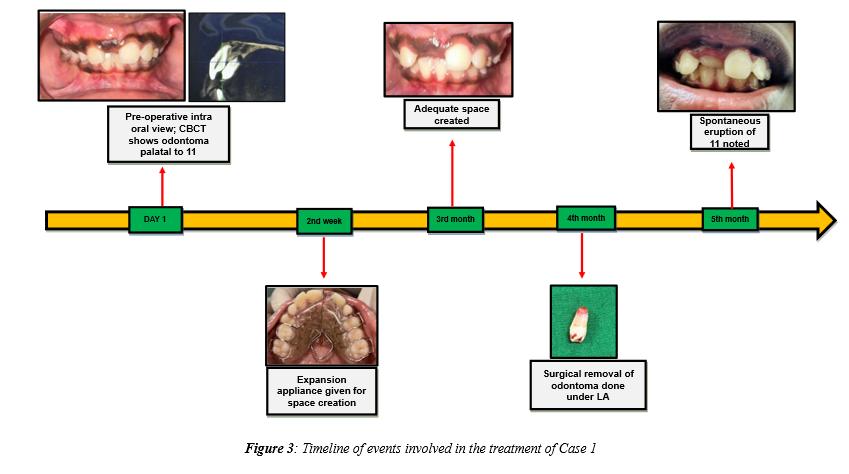 Pre-operative intra
oral view; CBCT
shows odontoma
palatal to 11
Adequate space
created
Spontaneous
eruption of
11 noted
DAY 1
2nd week
3rd month
4th month
5th month
Expansion
appliance given for
space creation
Surgical removal of
odontoma done
under LA
Figure 3: Timeline of events involved in the treatment of Case 1